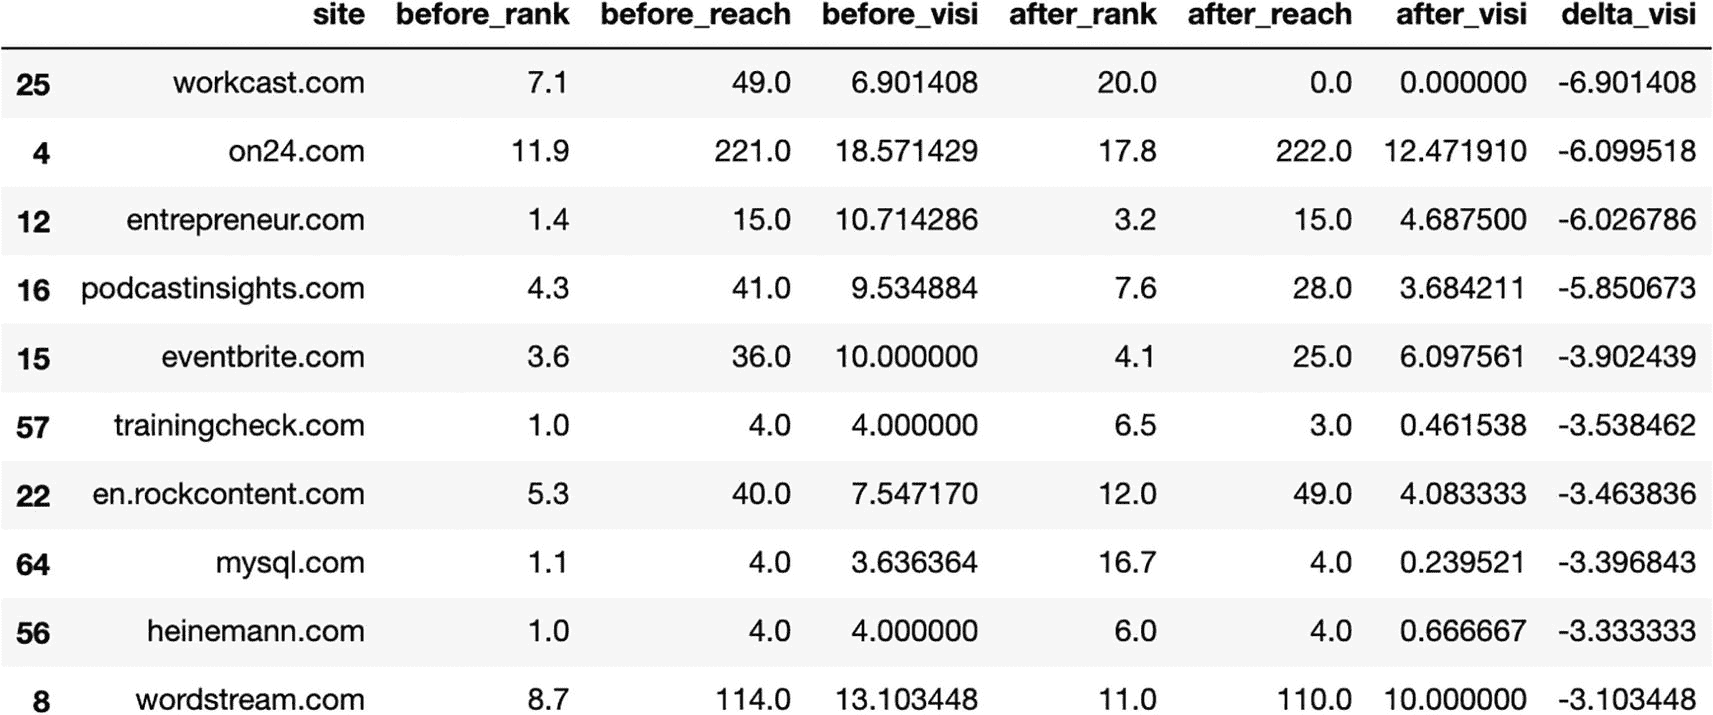 site before_rank before_reach before_visi after_rank after_reach after_visi delta_visi
25 workcast.com 7.1 49.0 6.901408 20.0 0.0 0.000000 -6.901408
4 on24.com 11.9 221.0 18.571429 17.8 222.0 12.471910 -6.099518
12 entrepreneur.com 1.4 15.0 10.714286 3.2 15.0 4.687500 -6.026786
16 podcastinsights.com 4.3 41.0 9.534884 7.6 28.0 3.684211 -5.850673
15 eventbrite.com 3.6 36.0 10.000000 4.1 25.0 6.097561 -3.902439
57 trainingcheck.com 1.0 4.0 4.000000 6.5 3.0 0.461538 -3.538462
22 en.rockcontent.com 5.3 40.0 7.547170 12.0 49.0 4.083333 -3.463836
64 mysql.com 1.1 4.0 3.636364 16.7 4.0 0.239521 -3.396843
56 heinemann.com 1.0 4.0 4.000000 6.0 4.0 0.666667 -3.333333
8 wordstream.com 8.7 114.0 13.103448 11.0 110.0 10.000000 -3.103448